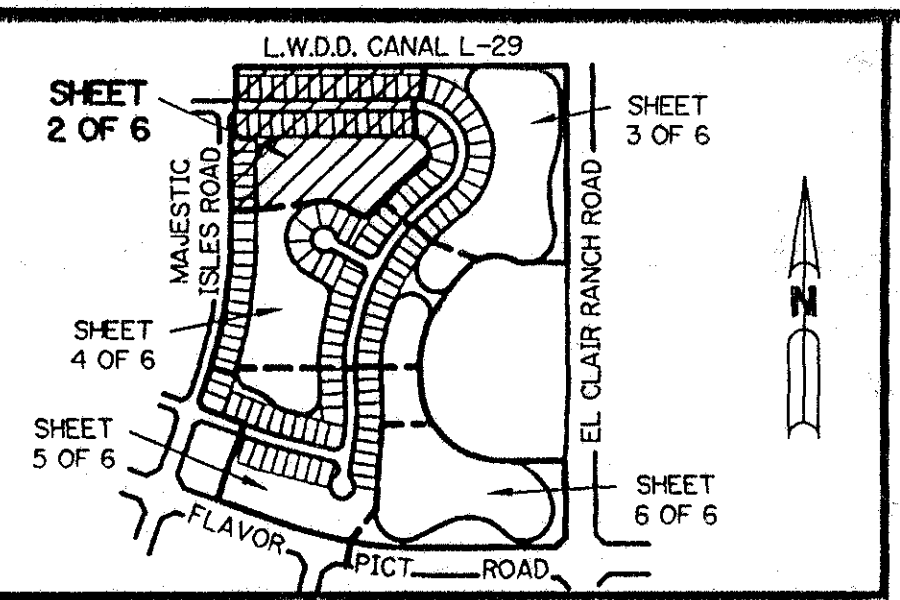 L.W.D.D. CANAL L-29
SHEET
2 OF 6
SHEET
3 OF 6
MAJESTIC
ISLES ROAD
EL CLAIR RANCH ROAD
N
SHEET
4 OF 6
SHEET
5 OF 6
SHEET
6 OF 6
FLAVOR
PICT
ROAD